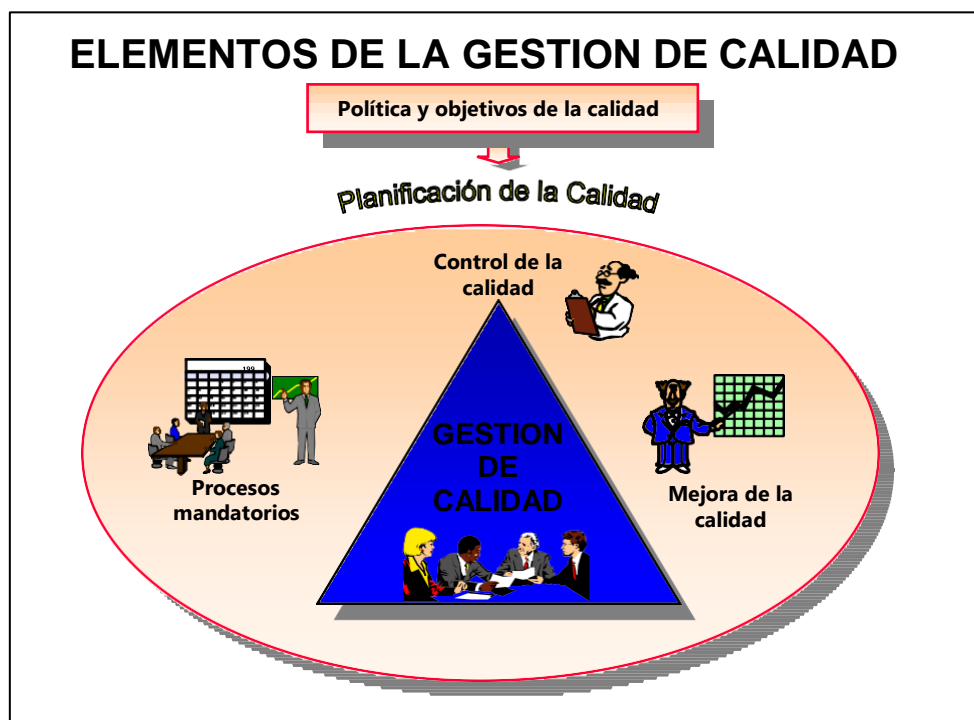 ELEMENTOS DE LA GESTION DE CALIDAD
Política y objetivos de la calidad
Planificación de la Calidad
Control de la
calidad
199
GESTION
DE
CALIDAD
Procesos
mandatorios
Mejora de la
calidad